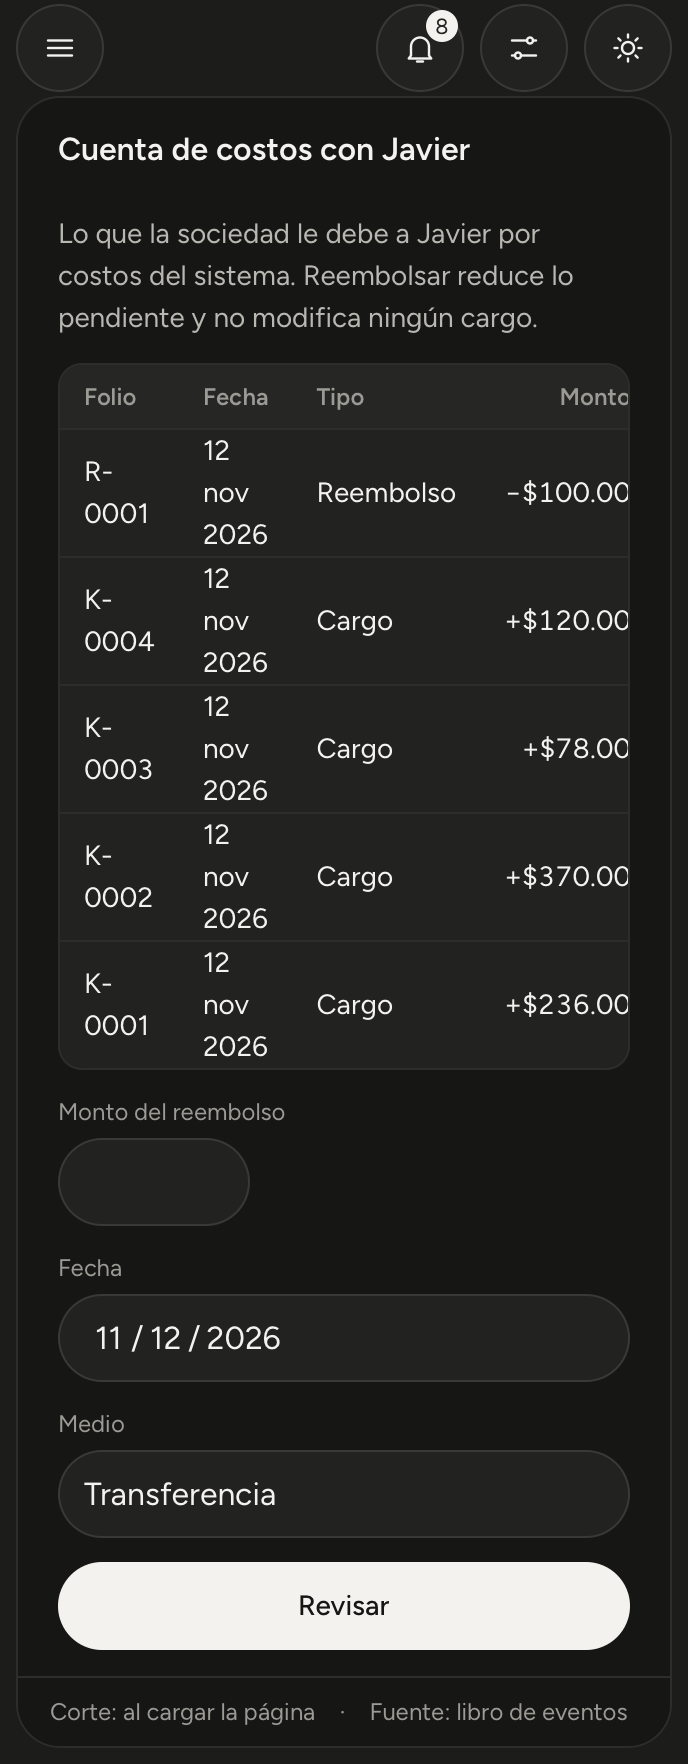 8
Cuenta de costos con Javier
Lo que la sociedad le debe a Javier por
costos del sistema. Reembolsar reduce lo
pendiente y no modifica ningún cargo.
Folio Fecha Tipo Monto
R-0001 12 nov 2026 Reembolso −$100.00
K-0004 12 nov 2026 Cargo +$120.00
K-0003 12 nov 2026 Cargo +$78.00
K-0002 12 nov 2026 Cargo +$370.00
K-0001 12 nov 2026 Cargo +$236.00
Monto del reembolso
Fecha
11 / 12 / 2026
Medio
Transferencia
Revisar
Corte: al cargar la página · Fuente: libro de eventos